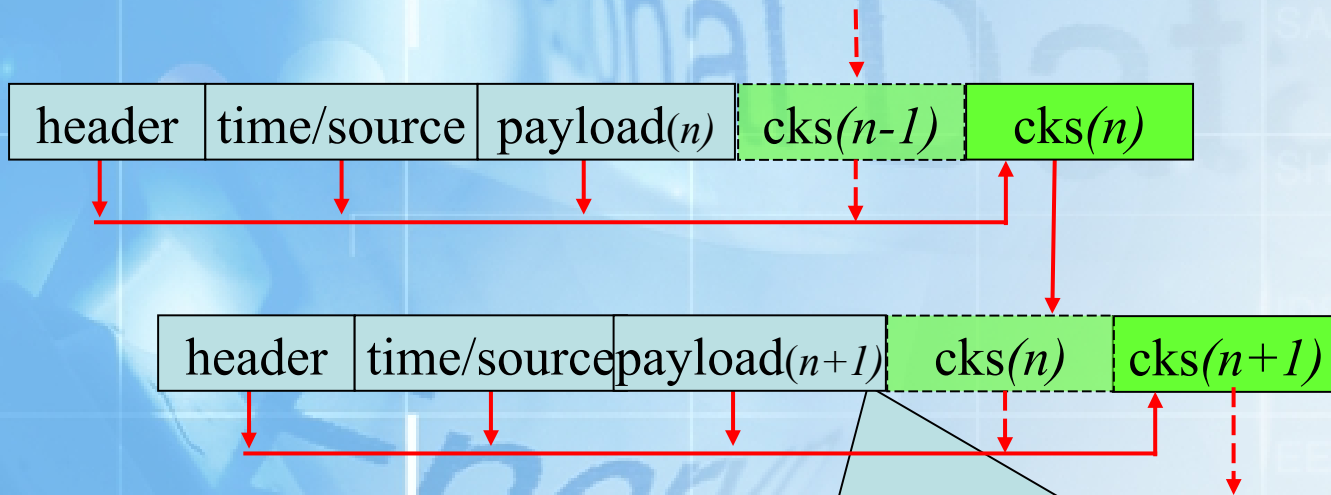 header time/source payload(n) cks(n-1) cks(n)
header time/source payload(n+1) cks(n) cks(n+1)